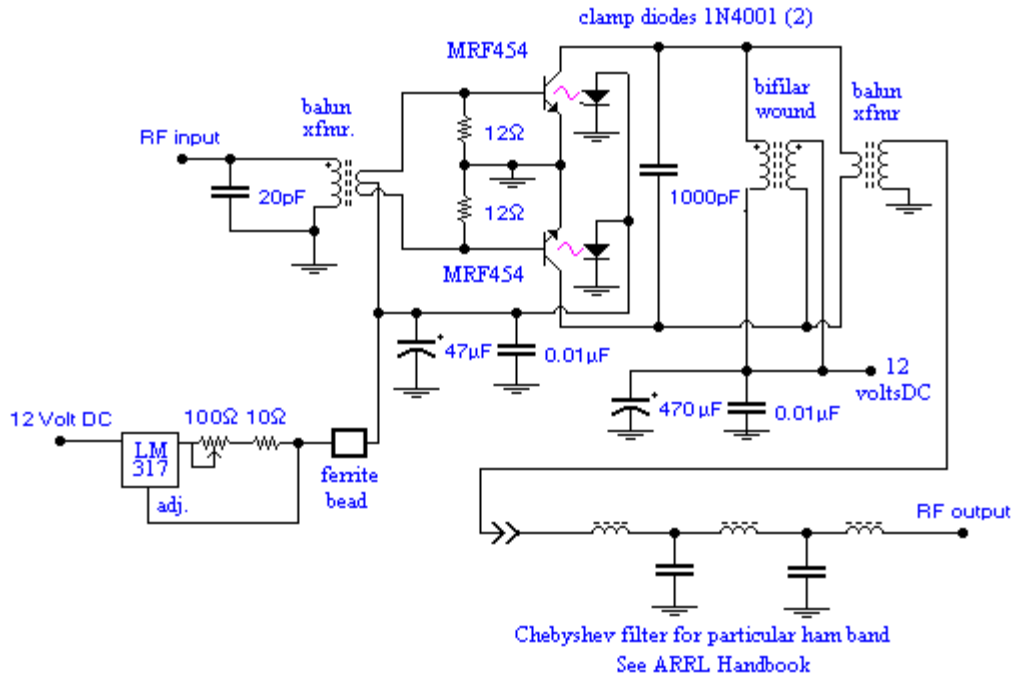 clamp diodes 1N4001 (2)
MRF454
bifilar
wound
balun
xfmr
balun
xfmr.
RF input
12Ω
20pF
12Ω
1000pF
MRF454
47µF
0.01µF
12
voltsDC
470 µF
0.01µF
12 Volt DC
100Ω
10Ω
LM
317
adj.
ferrite
bead
RF output
Chebyshev filter for particular ham band
See ARRL Handbook